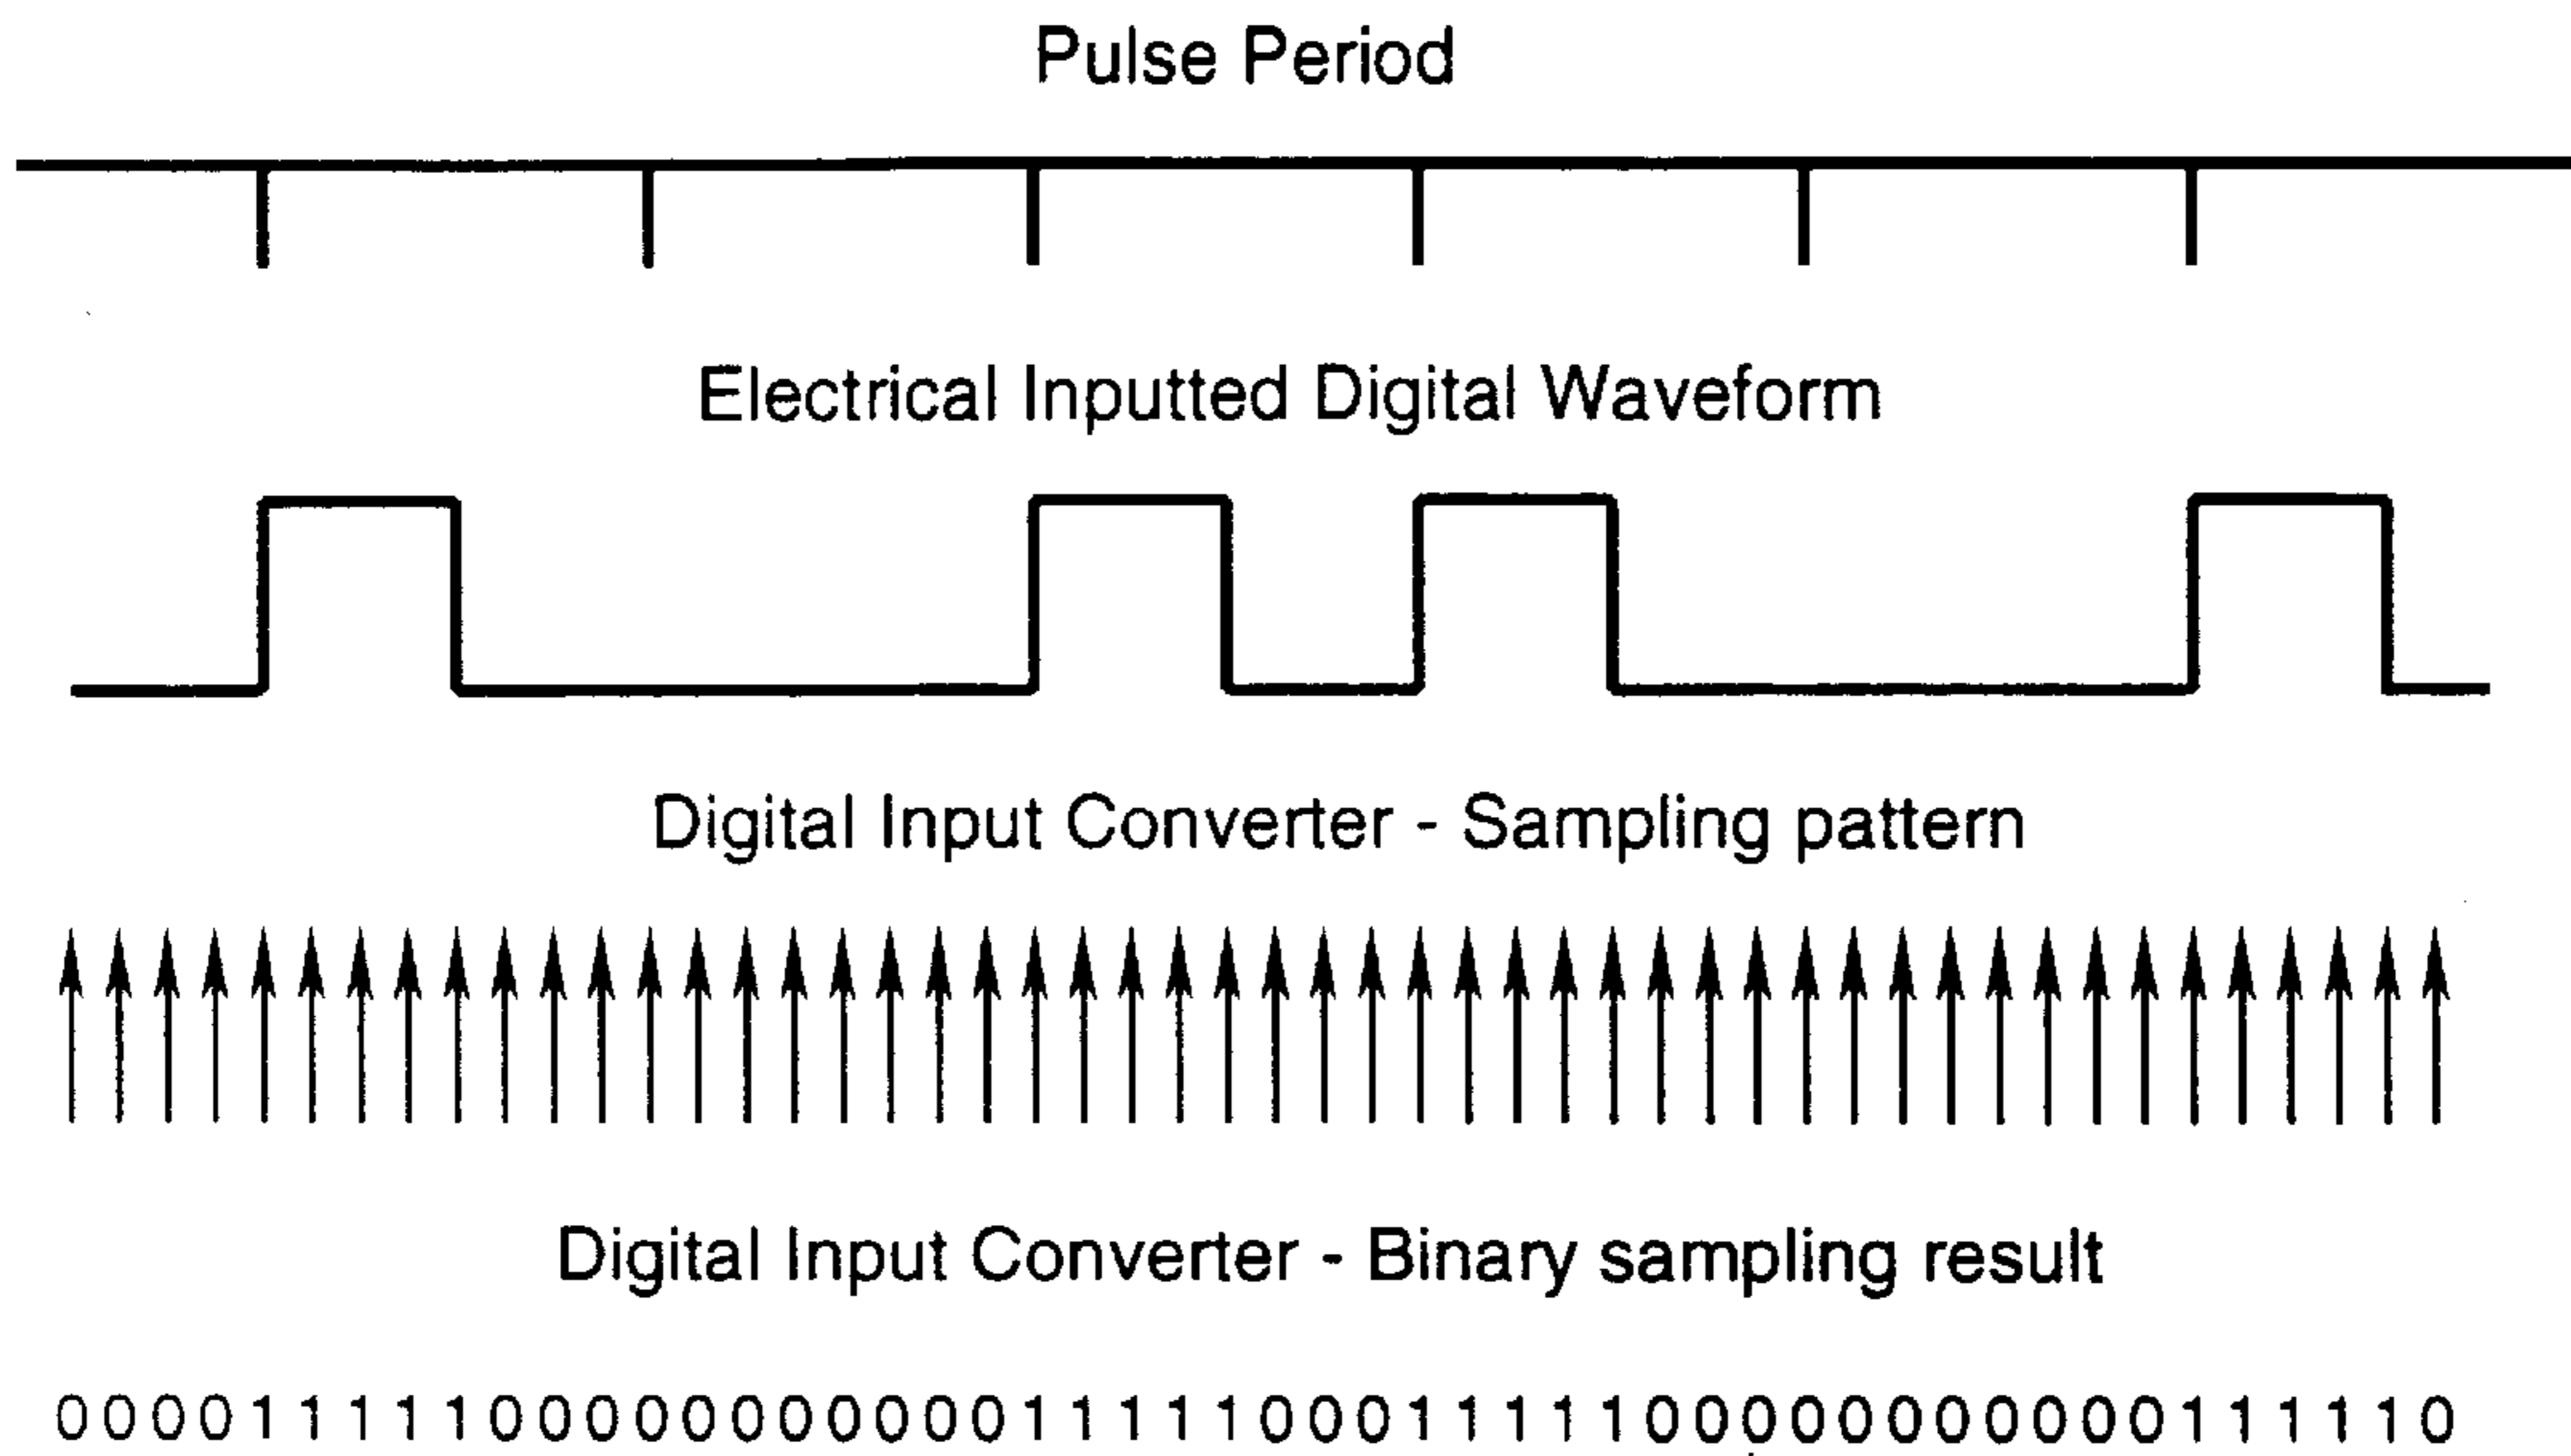 Pulse Period
Electrical Inputted Digital Waveform
Digital Input Converter - Sampling pattern
Digital Input Converter - Binary sampling result
0 0 0 0 1 1 1 1 1 0 0 0 0 0 0 0 0 0 0 0 1 1 1 1 1 0 0 0 1 1 1 1 1 0 0 0 0 0 0 0 0 0 0 0 1 1 1 1 1 0